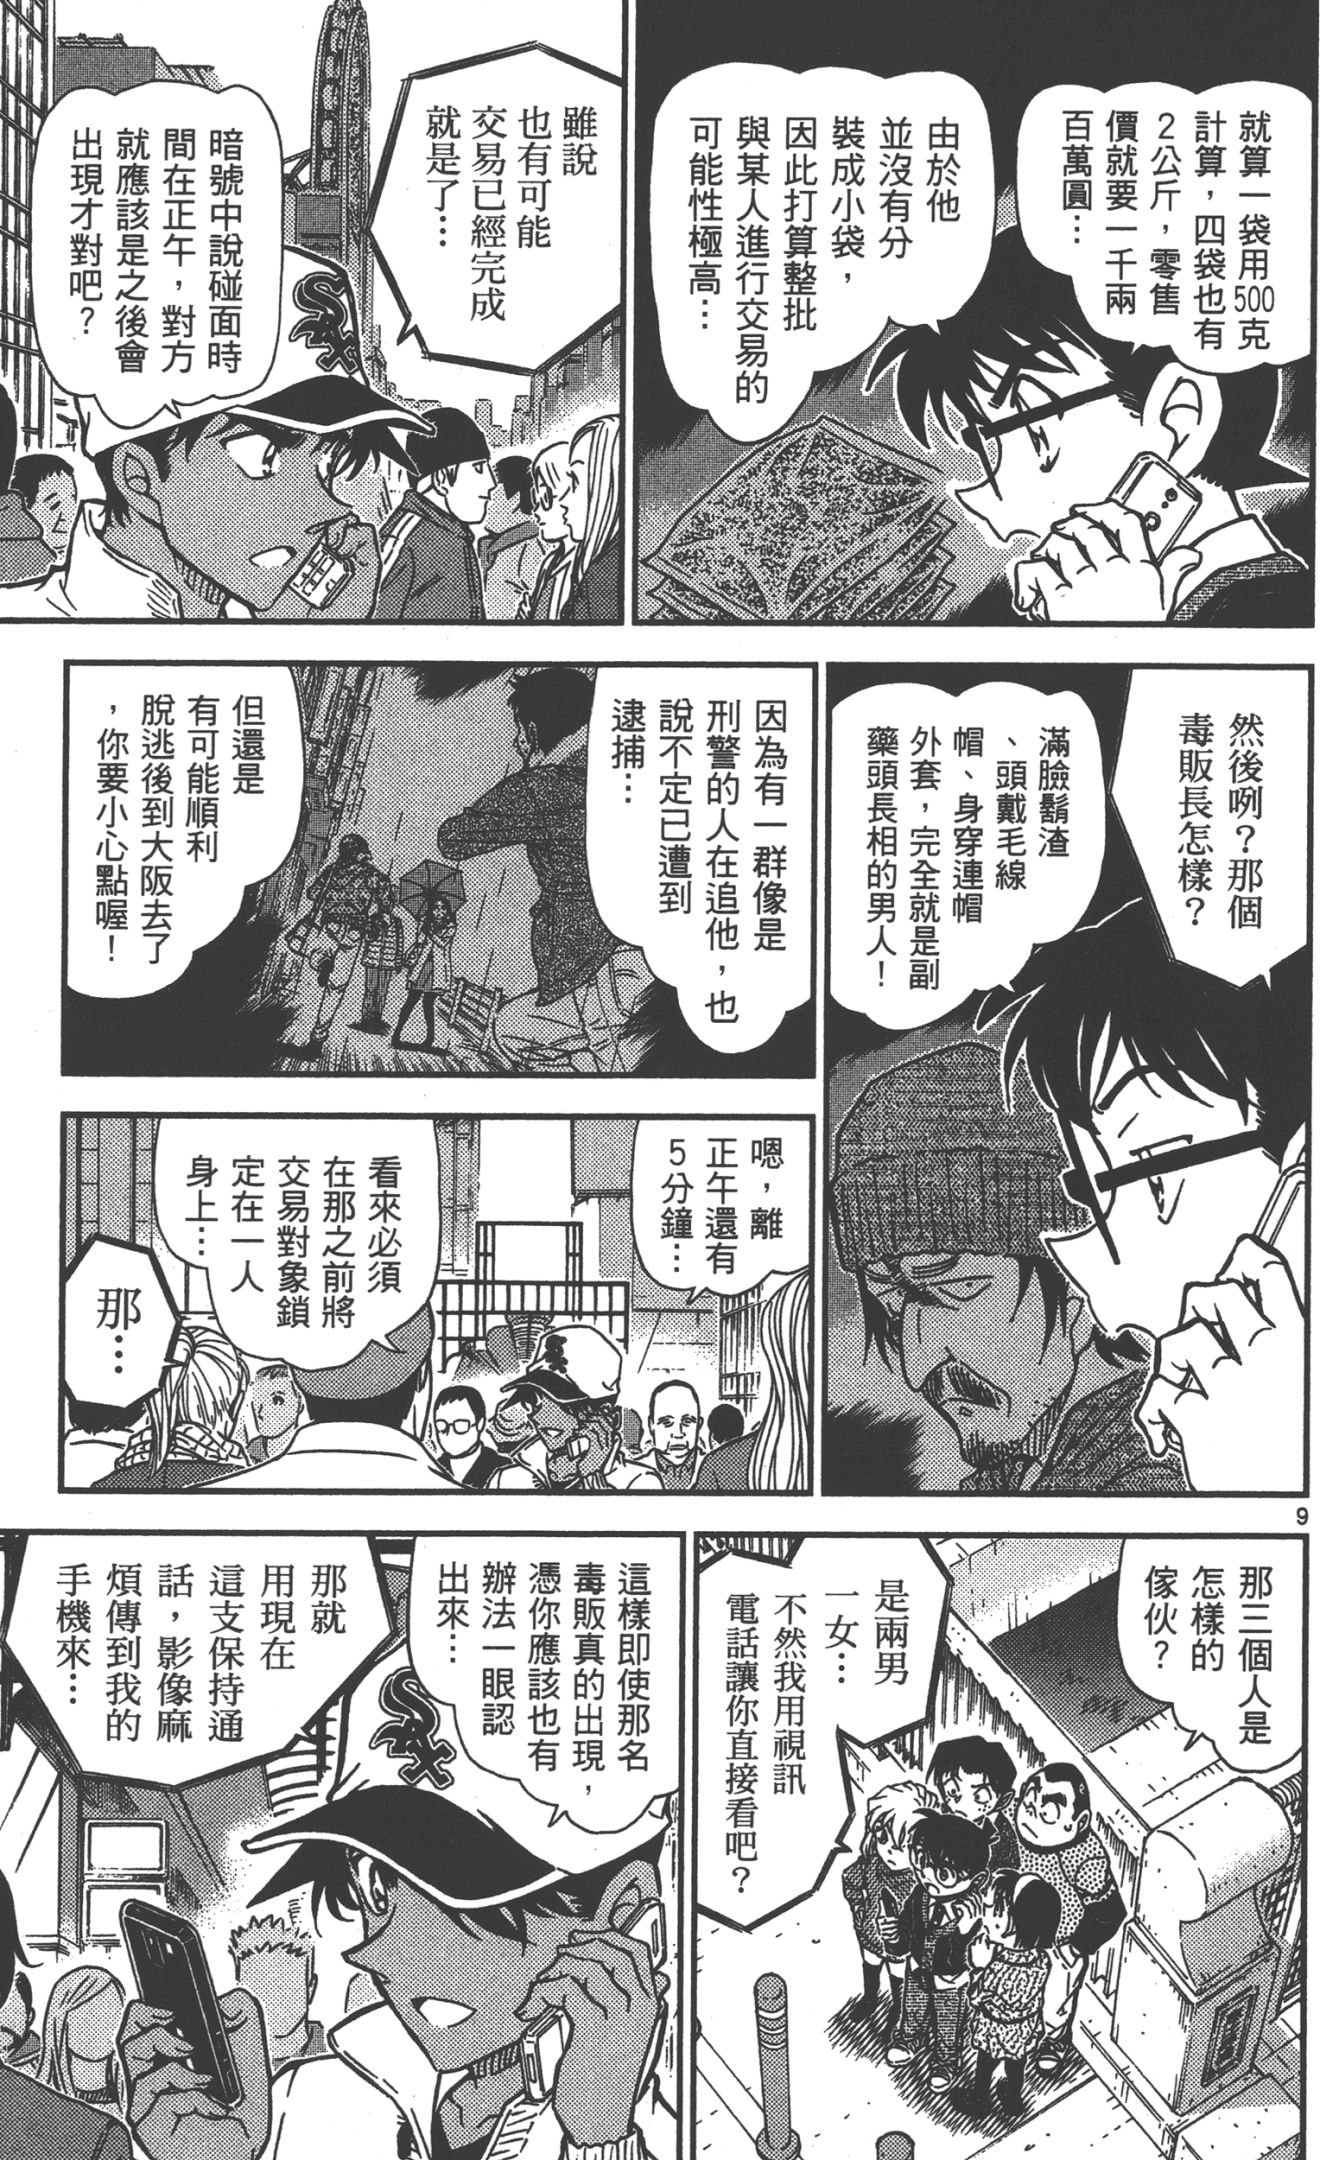 就算一袋用500克
計算，四袋也有
2公斤，零售
價就要一千兩
百萬圓…
由於他
並沒有分
裝成小袋，
因此打算整批
與某人進行交易的
可能性極高…
雖說
也有可能
交易已經完成
就是了…
暗號中說碰面時
間在正午，對方
就應該是之後會
出現才對吧？
SOX
然後咧？那個
毒販長怎樣？
滿臉鬍渣
、頭戴毛線
帽、身穿連帽
外套，完全就是副
藥頭長相的男人！
因為有一群像是
刑警的人在追他，也
說不定已遭到
逮捕…
但還是
有可能順利
脫逃後到大阪去了
，你要小心點喔！
嗯，離
正午還有
5分鐘…
看來必須
在那之前將
交易對象鎖
定在一人
身上…
那…
SOX
9
那三個人是
怎樣的
傢伙？
是兩男
一女…
不然我用視訊
電話讓你直接看吧？
這樣即使那名
毒販真的出現，
憑你應該也有
辦法一眼認
出來…
那就
用現在
這支保持通
話，影像麻
煩傳到我的
手機來…
SOX